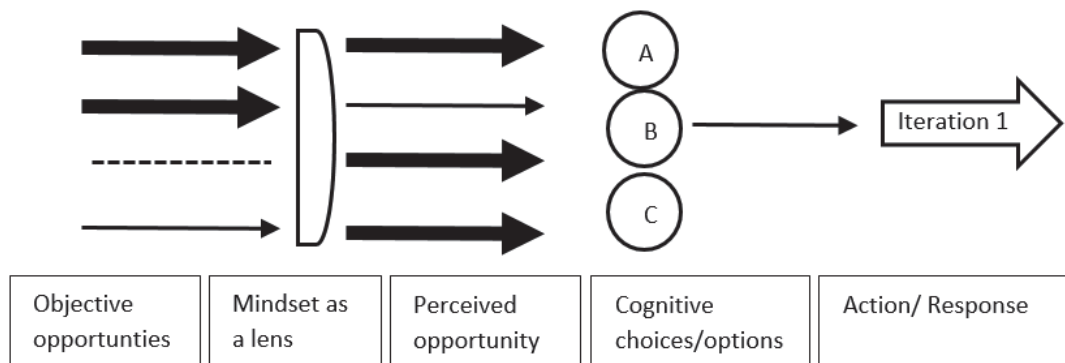 A
B
C
Iteration 1
Objective
opportunties
Mindset as
a lens
Perceived
opportunity
Cognitive
choices/options
Action/ Response